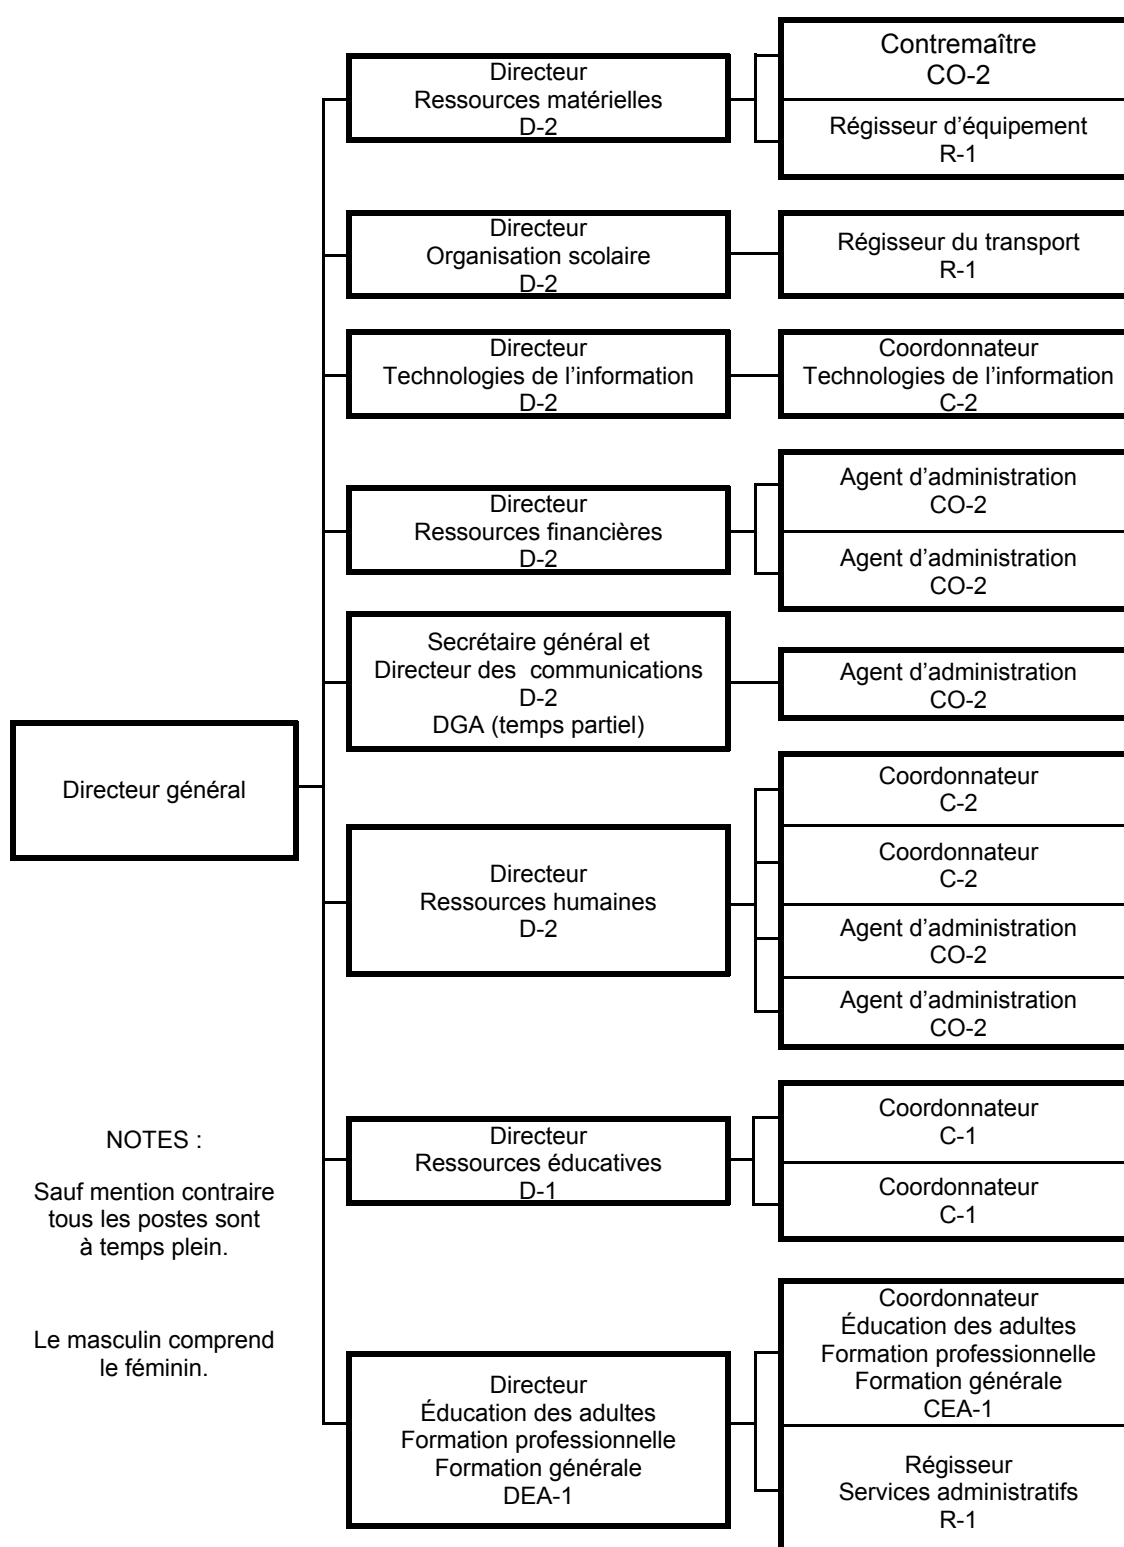 Directeur
Ressources matérielles
D-2
Contremaître
CO-2
Régisseur d’équipement
R-1
Directeur
Organisation scolaire
D-2
Régisseur du transport
R-1
Directeur
Technologies de l’information
D-2
Coordonnateur
Technologies de l’information
C-2
Directeur
Ressources financières
D-2
Agent d’administration
CO-2
Agent d’administration
CO-2
Secrétaire général et
Directeur des  communications
D-2
DGA (temps partiel)
Agent d’administration
CO-2
Directeur général
Directeur
Ressources humaines
D-2
Coordonnateur
C-2
Coordonnateur
C-2
Agent d’administration
CO-2
Agent d’administration
CO-2
Directeur
Ressources éducatives
D-1
Coordonnateur
C-1
Coordonnateur
C-1
Directeur
Éducation des adultes
Formation professionnelle
Formation générale
DEA-1
Coordonnateur
Éducation des adultes
Formation professionnelle
Formation générale
CEA-1
Régisseur
Services administratifs
R-1
NOTES :
Sauf mention contraire
tous les postes sont
à temps plein.
Le masculin comprend
le féminin.